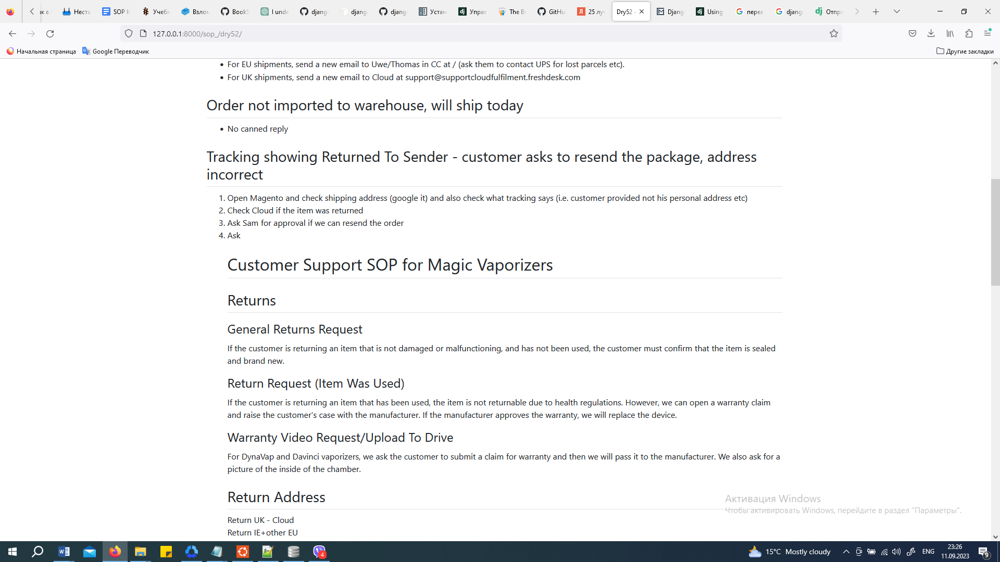 ак в
Неста
SOP K
Учебн
Взлом
BookS
I unde
djang
djang
djang
Устан
Управ
The Be
GitHu
25 луч
Dry52 -
Djang
Using
перев
djang
Отпра
127.0.0.1:8000/sop_/dry52/
Начальная страница
Google Переводчик
Другие закладки
For EU shipments, send a new email to Uwe/Thomas in CC at / (ask them to contact UPS for lost parcels etc).
For UK shipments, send a new email to Cloud at support@supportcloudfulfilment.freshdesk.com
Order not imported to warehouse, will ship today
No canned reply
Tracking showing Returned To Sender - customer asks to resend the package, address
incorrect
1. Open Magento and check shipping address (google it) and also check what tracking says (i.e. customer provided not his personal address etc)
2. Check Cloud if the item was returned
3. Ask Sam for approval if we can resend the order
4. Ask
Customer Support SOP for Magic Vaporizers
Returns
General Returns Request
If the customer is returning an item that is not damaged or malfunctioning, and has not been used, the customer must confirm that the item is sealed
and brand new.
Return Request (Item Was Used)
If the customer is returning an item that has been used, the item is not returnable due to health regulations. However, we can open a warranty claim
and raise the customer's case with the manufacturer. If the manufacturer approves the warranty, we will replace the device.
Warranty Video Request/Upload To Drive
For DynaVap and Davinci vaporizers, we ask the customer to submit a claim for warranty and then we will pass it to the manufacturer. We also ask for a
picture of the inside of the chamber.
Return Address
Активация Windows
Чтобы активировать Windows, перейдите в раздел "Параметры".
Return UK - Cloud
Return IE+other EU
4
15°C Mostly cloudy
ENG
23:26
11.09.2023
9